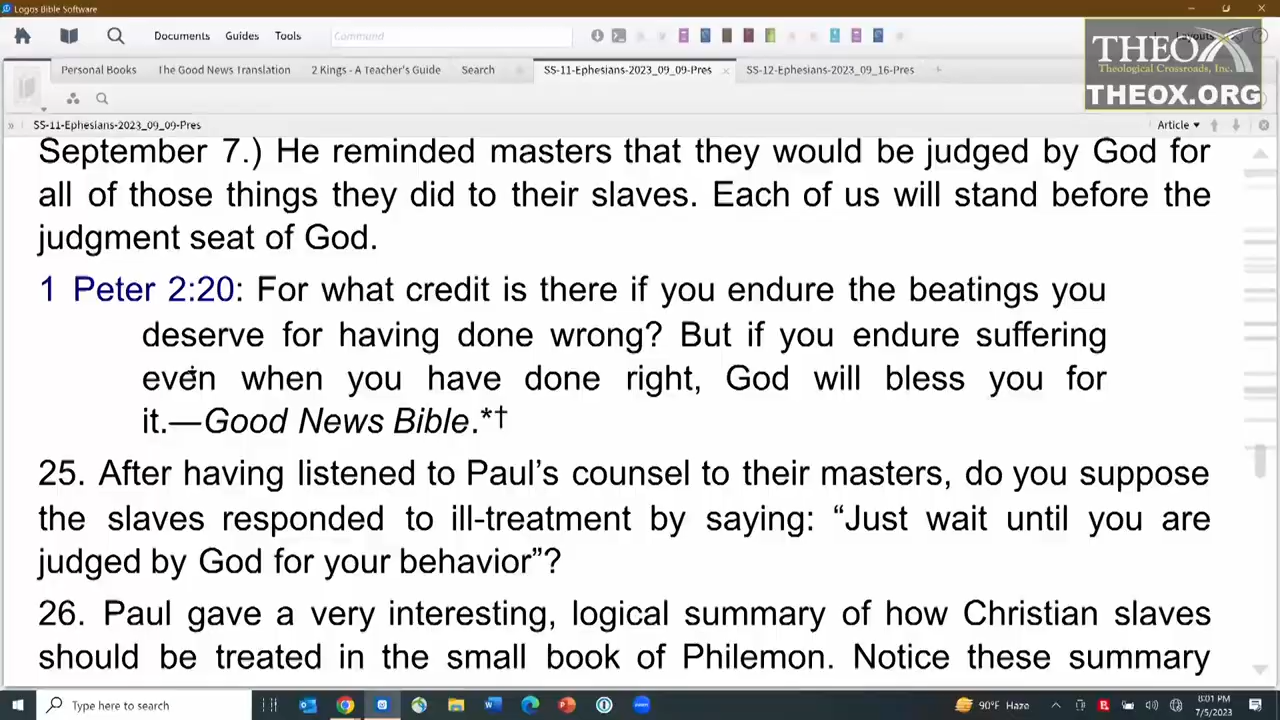 Logos Bible Software
Documents Guides Tools Command
THEOX
Theological Crossroads, Inc.
THEOX.ORG
Personal Books The Good News Translation 2 Kings - A Teacher's Guide SS-11-Ephesians-2023_09_09-Pres SS-12-Ephesians-2023_09_16-Pres
SS-11-Ephesians-2023_09_09-Pres Article
September 7.) He reminded masters that they would be judged by God for
all of those things they did to their slaves. Each of us will stand before the
judgment seat of God.
1 Peter 2:20: For what credit is there if you endure the beatings you
deserve for having done wrong? But if you endure suffering
even when you have done right, God will bless you for
it.—Good News Bible.*†
25. After having listened to Paul’s counsel to their masters, do you suppose
the slaves responded to ill-treatment by saying: “Just wait until you are
judged by God for your behavior”?
26. Paul gave a very interesting, logical summary of how Christian slaves
should be treated in the small book of Philemon. Notice these summary
Type here to search
90°F Haze
8:01 PM
7/5/2023